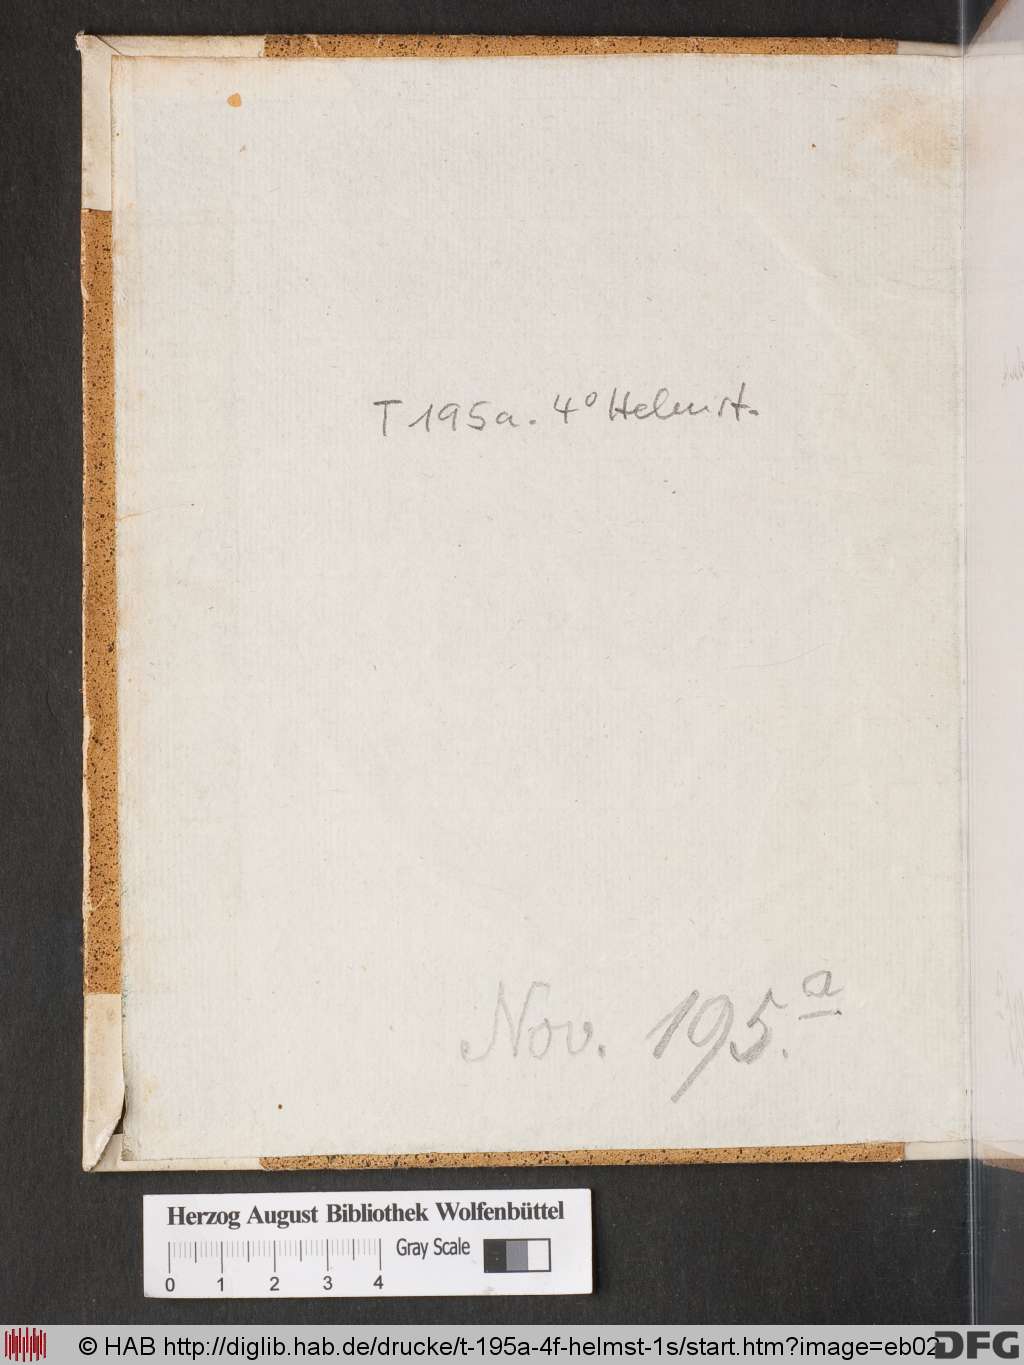 T 195a. 4° Helmst.
Nov. 195.a
Herzog August Bibliothek Wolfenbüttel
Gray Scale
0 1 2 3 4
© HAB http://diglib.hab.de/drucke/t-195a-4f-helmst-1s/start.htm?image=eb02
DFG